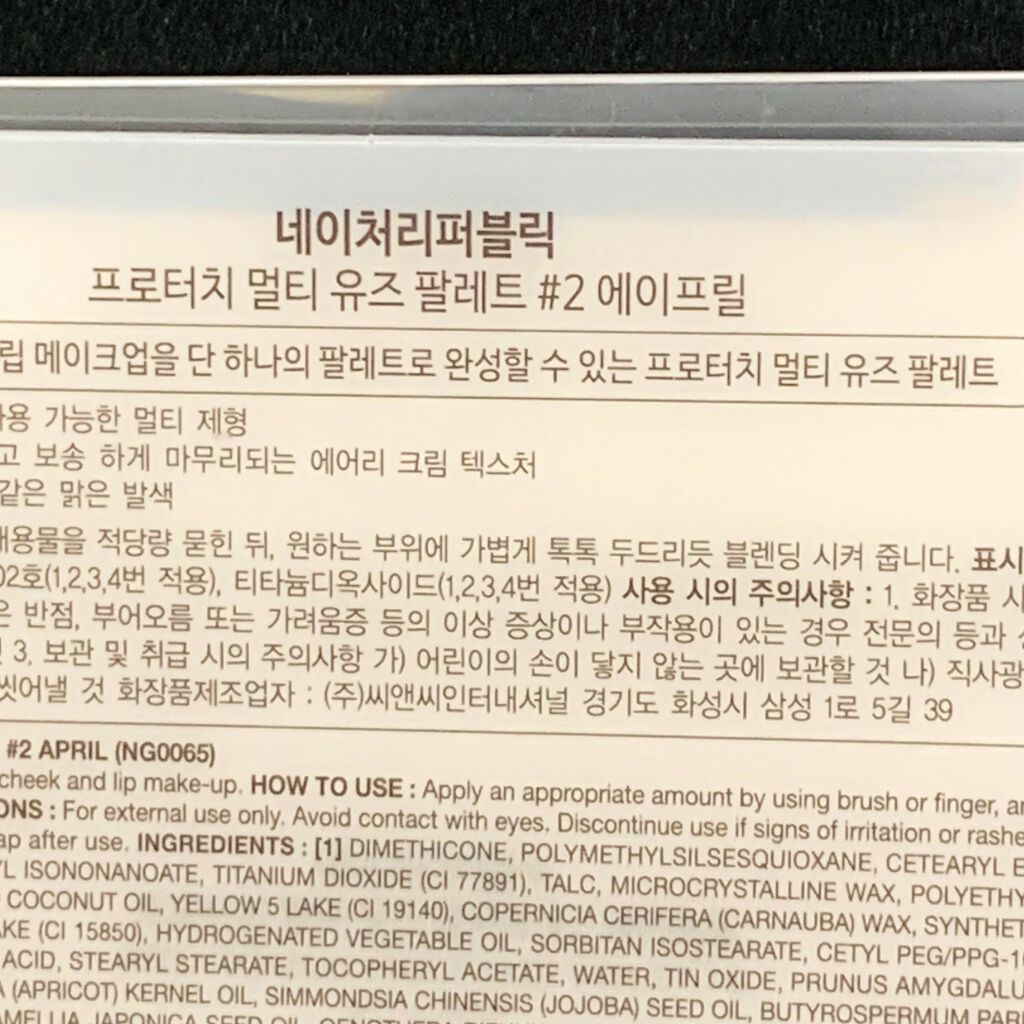 네이처리퍼블릭
프로터치 멀티 유즈 팔레트 #2 에이프릴
립 메이크업을 단 하나의 팔레트로 완성할 수 있는 프로터치 멀티 유즈 팔레트
사용 가능한 멀티 제형
고 보송 하게 마무리되는 에어리 크림 텍스처
같은 맑은 발색
내용물을 적당량 묻힌 뒤, 원하는 부위에 가볍게 톡톡 두드리듯 블렌딩 시켜 줍니다. 표시
02호(1,2,3,4번 적용), 티타늄디옥사이드(1,2,3,4번 적용) 사용 시의 주의사항 : 1. 화장품 사
은 반점, 부어오름 또는 가려움증 등의 이상 증상이나 부작용이 있는 경우 전문의 등과
3. 보관 및 취급 시의 주의사항 가) 어린이의 손이 닿지 않는 곳에 보관할 것 나) 직사광
씻어낼 것 화장품제조업자 : (주)씨앤씨인터내셔널 경기도 화성시 삼성 1로 5길 39
#2 APRIL (NG0065)
cheek and lip make-up. HOW TO USE : Apply an appropriate amount by using brush or finger, an
ONS : For external use only. Avoid contact with eyes. Discontinue use if signs of irritation or rashe
ap after use. INGREDIENTS : [1] DIMETHICONE, POLYMETHYLSILSESQUIOXANE, CETEARYL E
YL ISONONANOATE, TITANIUM DIOXIDE (CI 77891), TALC, MICROCRYSTALLINE WAX, POLYETHY
COCONUT OIL, YELLOW 5 LAKE (CI 19140), COPERNICIA CERIFERA (CARNAUBA) WAX, SYNTHET
AKE (CI 15850), HYDROGENATED VEGETABLE OIL, SORBITAN ISOSTEARATE, CETYL PEG/PPG-10
ACID, STEARYL STEARATE, TOCOPHERYL ACETATE, WATER, TIN OXIDE, PRUNUS AMYGDALU
A (APRICOT) KERNEL OIL, SIMMONDSIA CHINENSIS (JOJOBA) SEED OIL, BUTYROSPERMUM PAR
AMELLIA JAPONICA SEED OIL, OENOTHERA